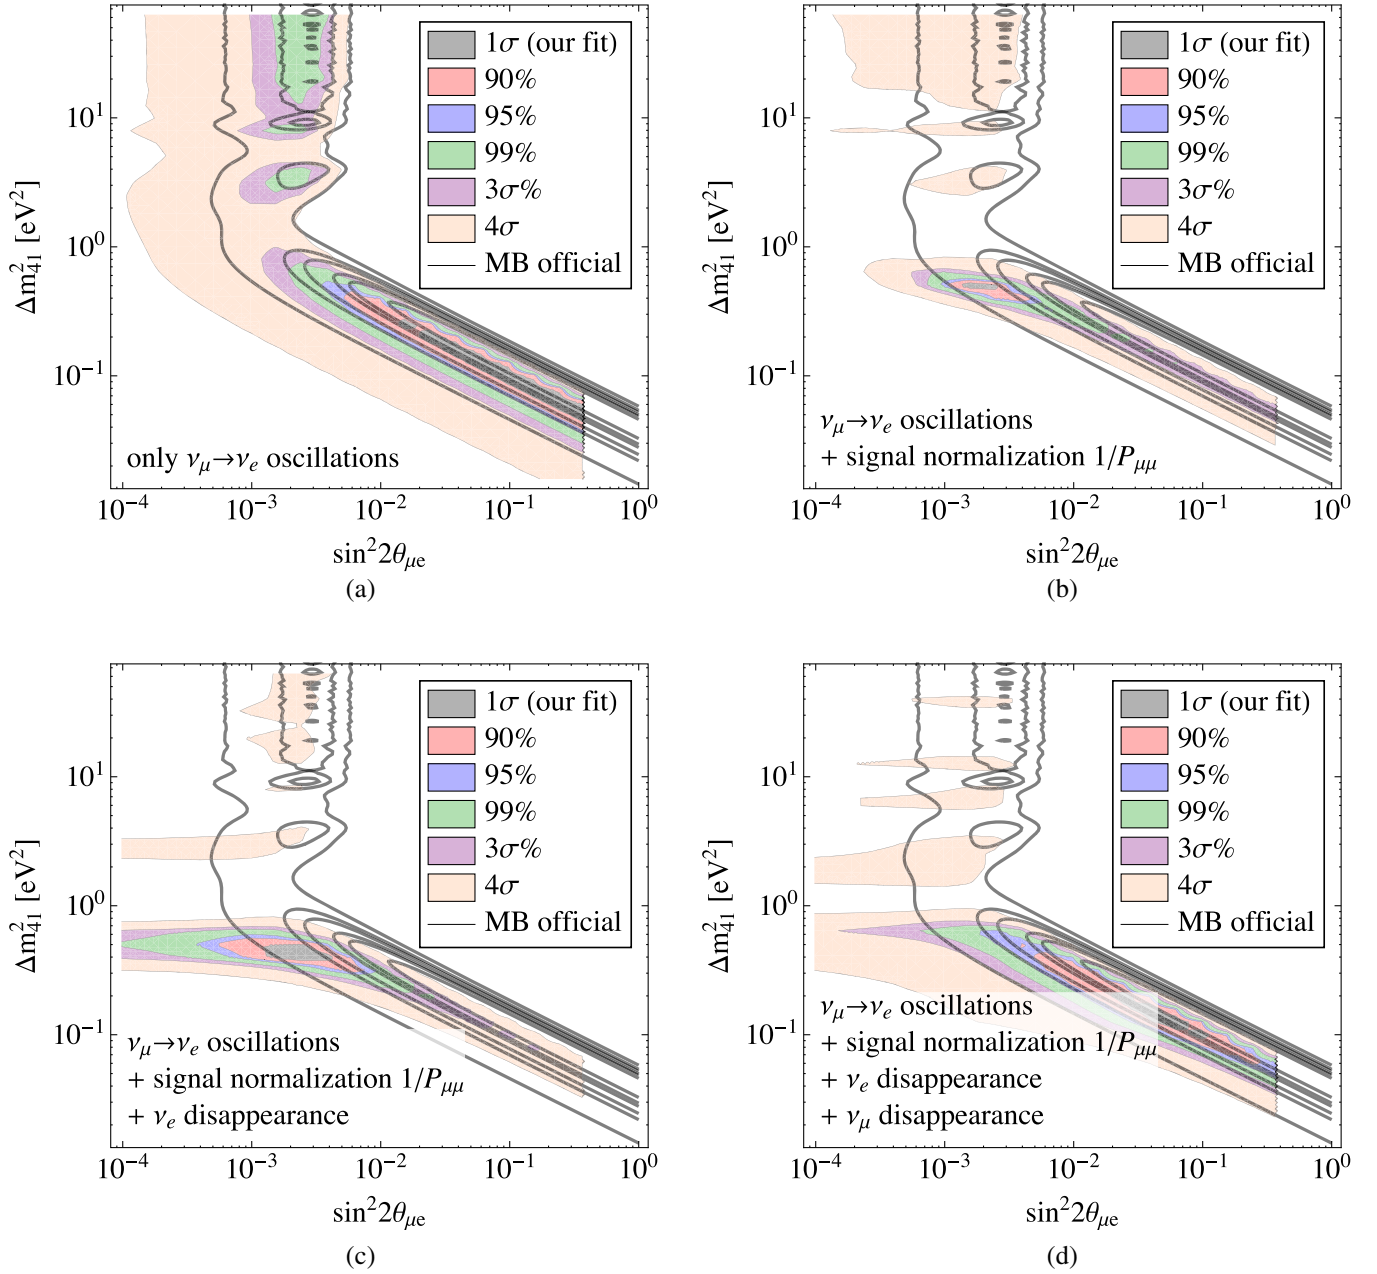 1σ (our fit)
90%
95%
99%
3σ%
4σ
MB official
10¹
10⁰
10⁻¹
Δm²₄₁ [eV²]
only νμ→νe oscillations
10⁻⁴ 10⁻³ 10⁻² 10⁻¹ 10⁰
sin²2θμe
(a)
1σ (our fit)
90%
95%
99%
3σ%
4σ
MB official
10¹
10⁰
10⁻¹
Δm²₄₁ [eV²]
νμ→νe oscillations
+ signal normalization 1/Pμμ
10⁻⁴ 10⁻³ 10⁻² 10⁻¹ 10⁰
sin²2θμe
(b)
1σ (our fit)
90%
95%
99%
3σ%
4σ
MB official
10¹
10⁰
10⁻¹
Δm²₄₁ [eV²]
νμ→νe oscillations
+ signal normalization 1/Pμμ
+ νe disappearance
10⁻⁴ 10⁻³ 10⁻² 10⁻¹ 10⁰
sin²2θμe
(c)
1σ (our fit)
90%
95%
99%
3σ%
4σ
MB official
10¹
10⁰
10⁻¹
Δm²₄₁ [eV²]
νμ→νe oscillations
+ signal normalization 1/Pμμ
+ νe disappearance
+ νμ disappearance
10⁻⁴ 10⁻³ 10⁻² 10⁻¹ 10⁰
sin²2θμe
(d)